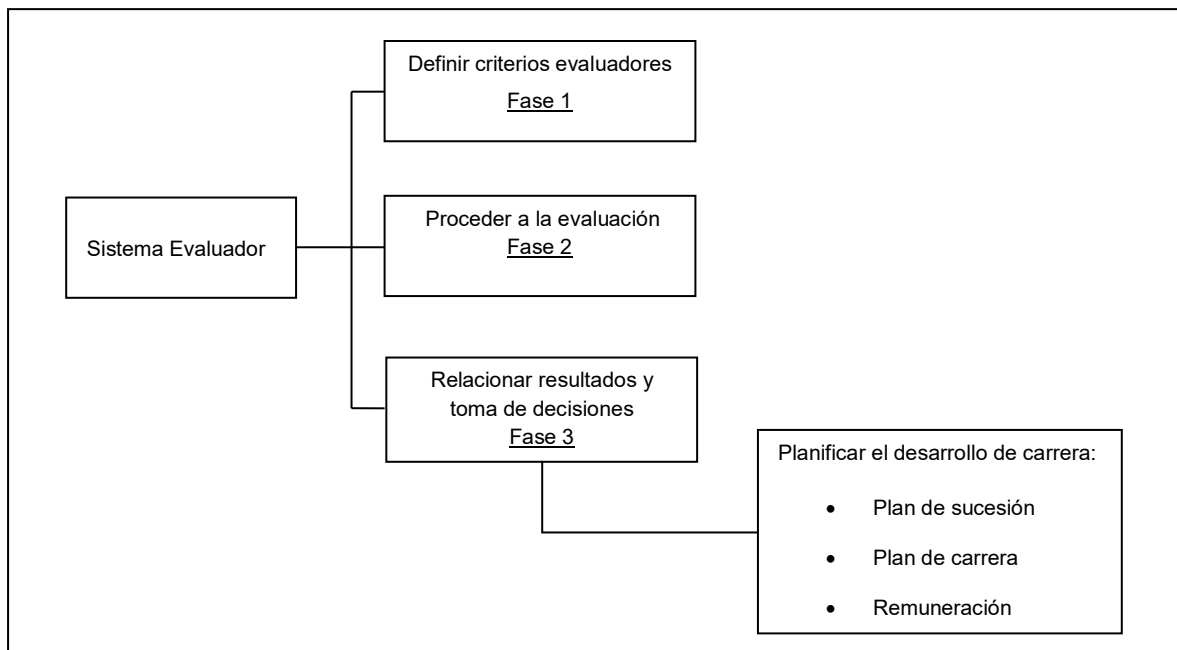 Definir criterios evaluadores
Fase 1
Sistema Evaluador
Proceder a la evaluación
Fase 2
Relacionar resultados y
toma de decisiones
Fase 3
Planificar el desarrollo de carrera:
• Plan de sucesión
• Plan de carrera
• Remuneración